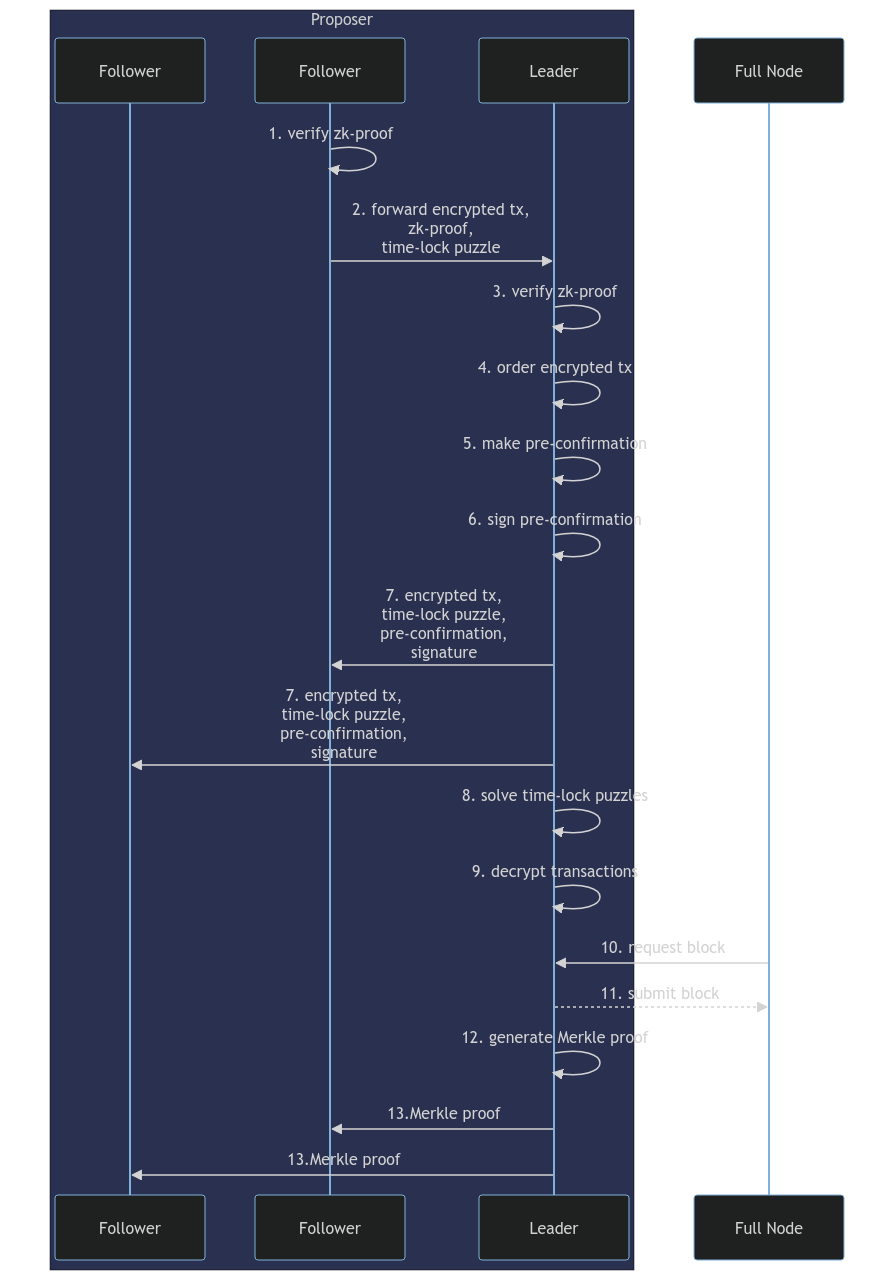 Proposer
Follower
Follower
Leader
Full Node
1. verify zk-proof
2. forward encrypted tx,
zk-proof,
time-lock puzzle
3. verify zk-proof
4. order encrypted tx
5. make pre-confirmation
6. sign pre-confirmation
7. encrypted tx,
time-lock puzzle,
pre-confirmation,
signature
7. encrypted tx,
time-lock puzzle,
pre-confirmation,
signature
8. solve time-lock puzzles
9. decrypt transactions
10. request block
11. submit block
12. generate Merkle proof
13.Merkle proof
13.Merkle proof
Follower
Follower
Leader
Full Node